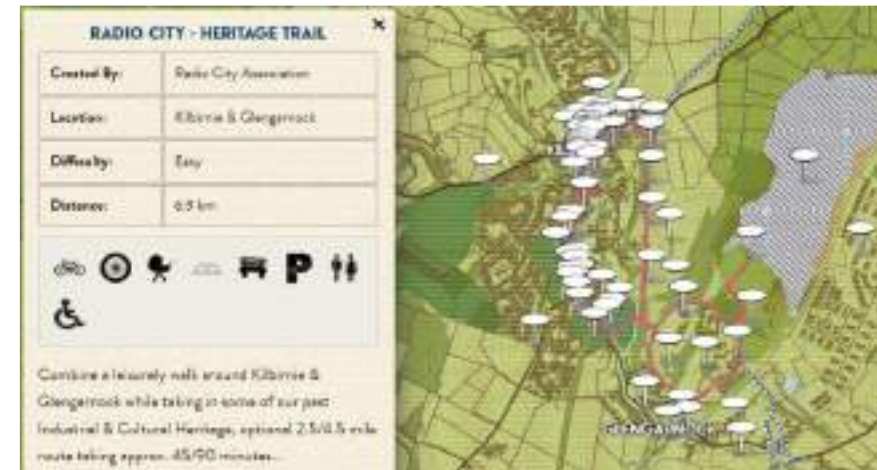 RADIO CITY - HERITAGE TRAIL
×
Created By: Radio City Association
Location: Kilbirnie & Glengarnock
Difficulty: Easy
Distance: 6.9 km
P
Combine a leisurely walk around Kilbirnie &
Glengarnock while taking in some of our past
Industrial & Cultural Heritage, optional 2.5/4.5 mile
route taking approx. 45/90 minutes...
GLENGARNOCK